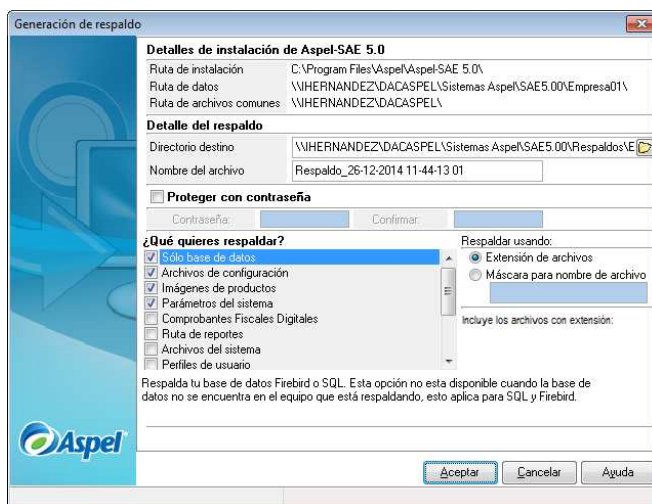 Generación de respaldo
Detalles de instalación de Aspel-SAE 5.0
Ruta de instalación C:\Program Files\Aspel\Aspel-SAE 5.0\
Ruta de datos \\IHERNANDEZ\DACASPEL\Sistemas Aspel\SAE5.00\Empresa01\
Ruta de archivos comunes \\IHERNANDEZ\DACASPEL\
Detalle del respaldo
Directorio destino \\IHERNANDEZ\DACASPEL\Sistemas Aspel\SAE5.00\Respaldos\E
Nombre del archivo Respaldo_26-12-2014 11-44-13 01
Proteger con contraseña
Contraseña: Confirmar:
¿Qué quieres respaldar? Respaldar usando:
Sólo base de datos Extensión de archivos
Archivos de configuración Máscara para nombre de archivo
Imágenes de productos
Parámetros del sistema
Comprobantes Fiscales Digitales Incluye los archivos con extensión:
Ruta de reportes
Archivos del sistema
Perfiles de usuario
Respalda tu base de datos Firebird o SQL. Esta opción no esta disponible cuando la base de
datos no se encuentra en el equipo que está respaldando, esto aplica para SQL y Firebird.
Aspel
Aceptar Cancelar Ayuda